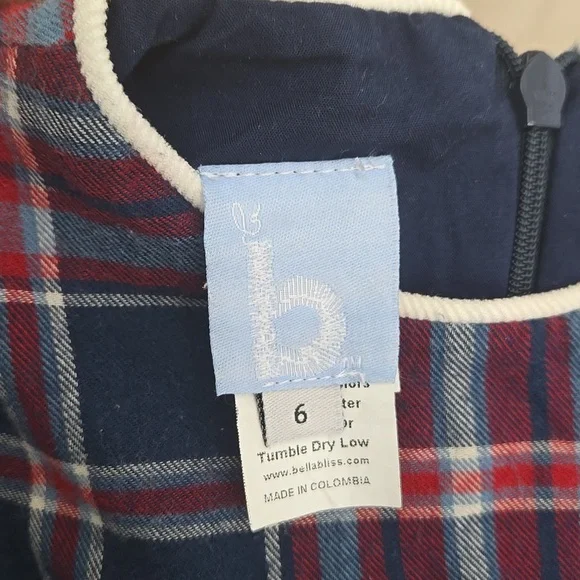 b
6
Tumble Dry Low
www.bellabliss.com
MADE IN COLOMBIA